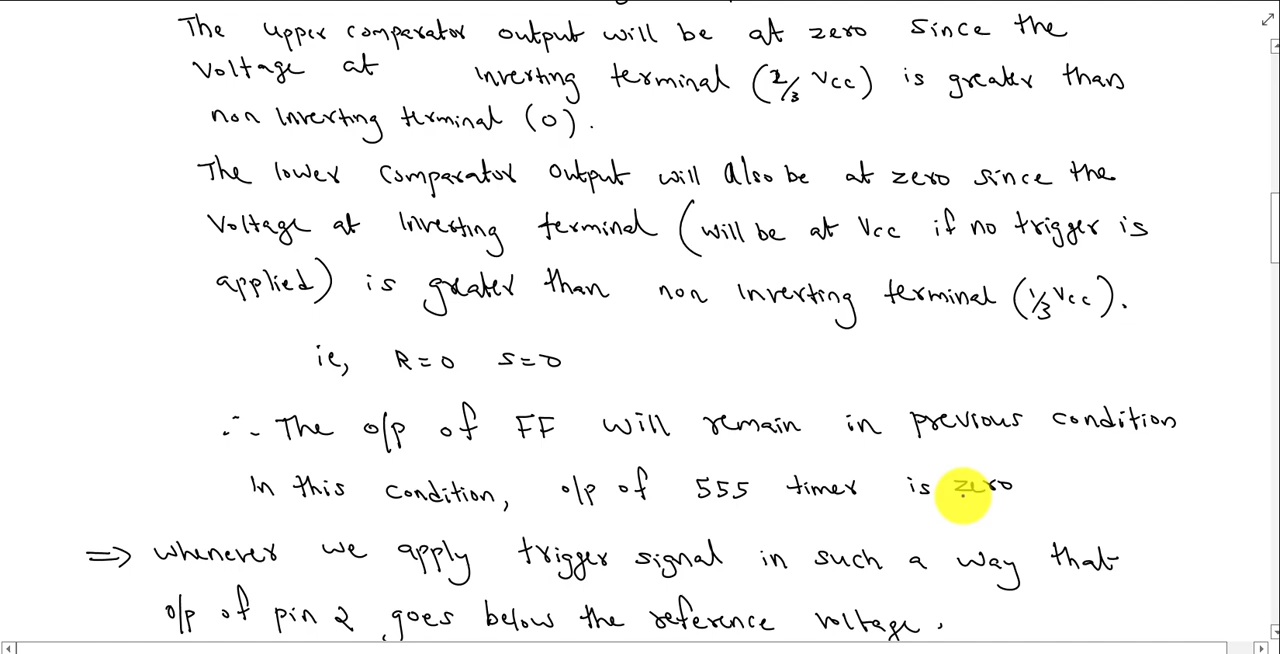 The upper comparator output will be at zero since the
Voltage at inverting terminal (2/3 Vcc) is greater than
non inverting terminal (0).
The lower comparator output will also be at zero since the
Voltage at inverting terminal (will be at Vcc if no trigger is
applied) is greater than non inverting terminal (1/3 Vcc).
ie, R=0 S=0
∴ The o/p of FF will remain in previous condition
In this condition, o/p of 555 timer is zero
⇒ whenever we apply trigger signal in such a way that
o/p of pin 2 goes below the reference voltage.